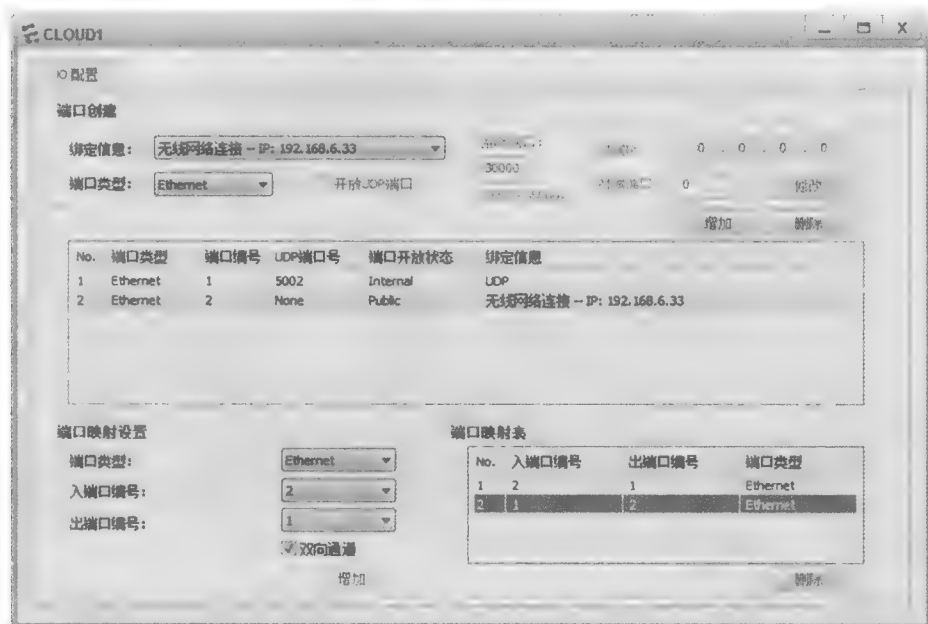 CLOUD1
IO 配置
端口创建
绑定信息: 无线网络连接 -- IP: 192.168.6.33 0 . 0 . 0 . 0
30000
端口类型: Ethernet 开放UDP端口 0 修改
增加 删除
No. 端口类型 端口编号 UDP端口号 端口开放状态 绑定信息
1 Ethernet 1 5002 Internal UDP
2 Ethernet 2 None Public 无线网络连接 -- IP: 192.168.6.33
端口映射设置 端口映射表
端口类型: Ethernet
入端口编号: 2
出端口编号: 1
双向通道
增加
No. 入端口编号 出端口编号 端口类型
1 2 1 Ethernet
2 1 2 Ethernet
删除